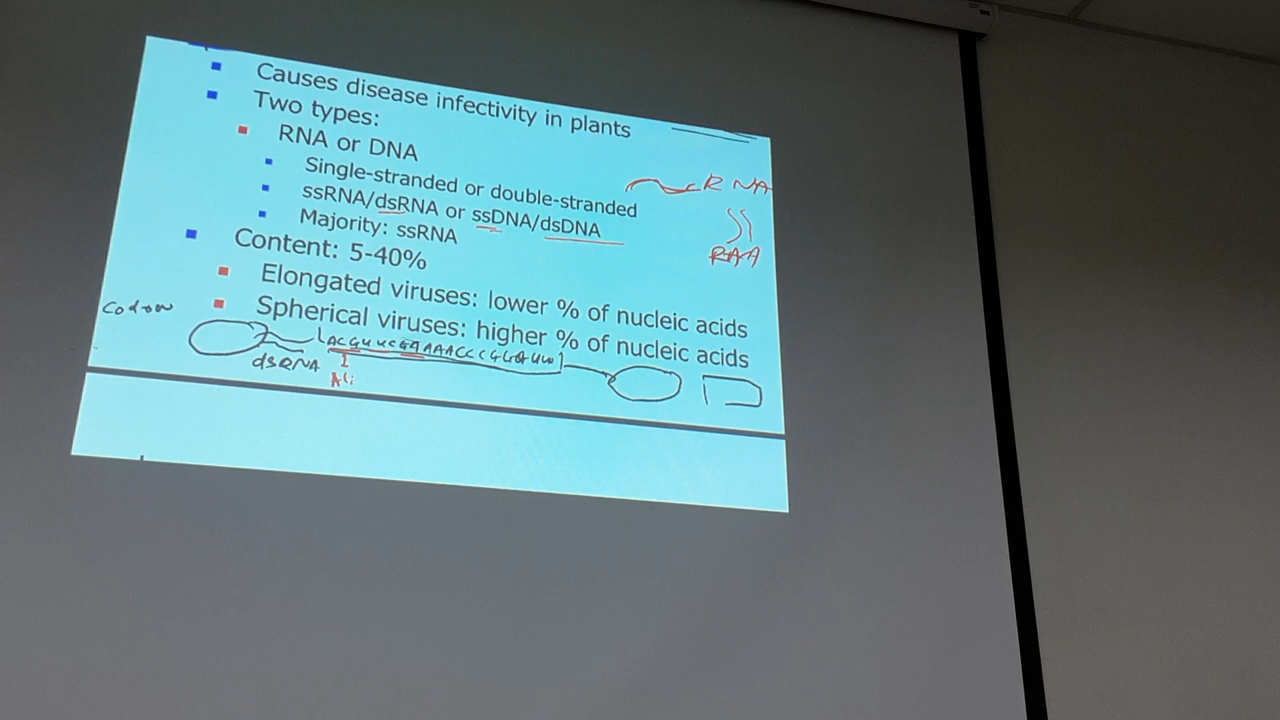 Causes disease infectivity in plants
Two types:
RNA or DNA
Single-stranded or double-stranded
RNA
ssRNA/dsRNA or ssDNA/dsDNA
Majority: ssRNA
Content: 5-40%
Elongated viruses: lower % of nucleic acids
Codon
Spherical viruses: higher % of nucleic acids
dsRNA